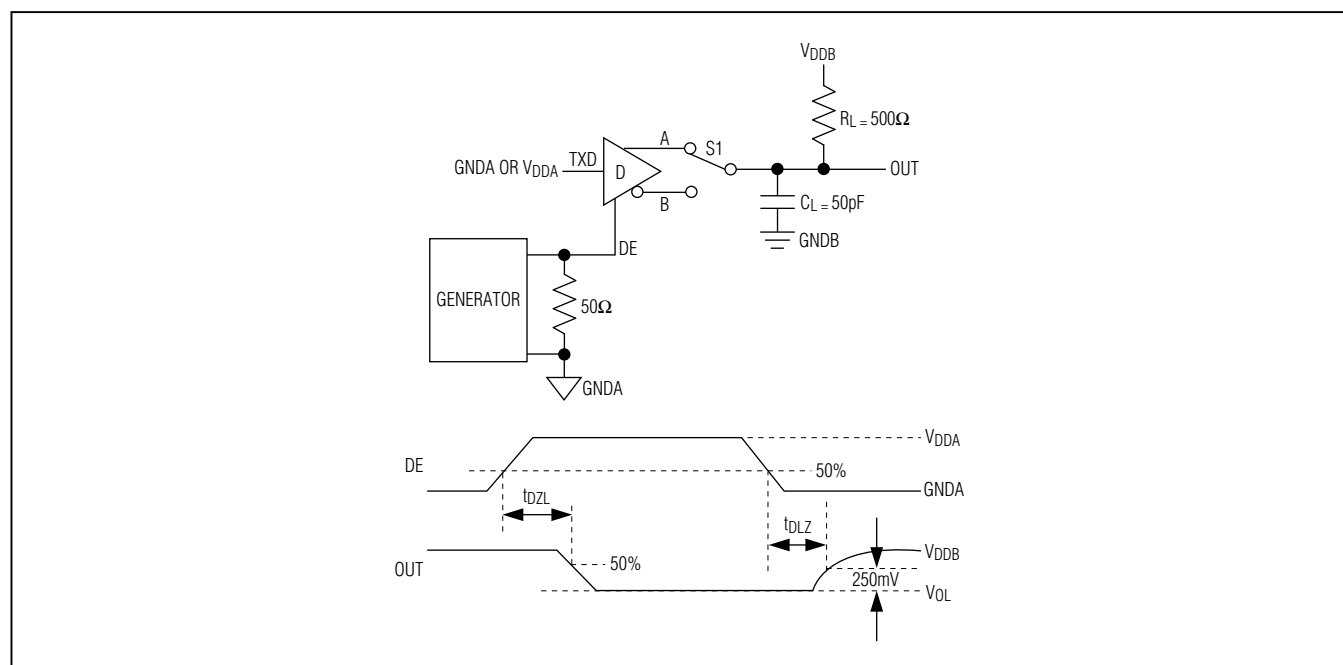 VDDB
RL = 500Ω
A
S1
TXD
GNDA OR VDDA
D
OUT
B
CL = 50pF
GNDB
DE
GENERATOR
50Ω
GNDA
VDDA
DE
50%
GNDA
tDZL
tDLZ
VDDB
50%
OUT
250mV
VOL